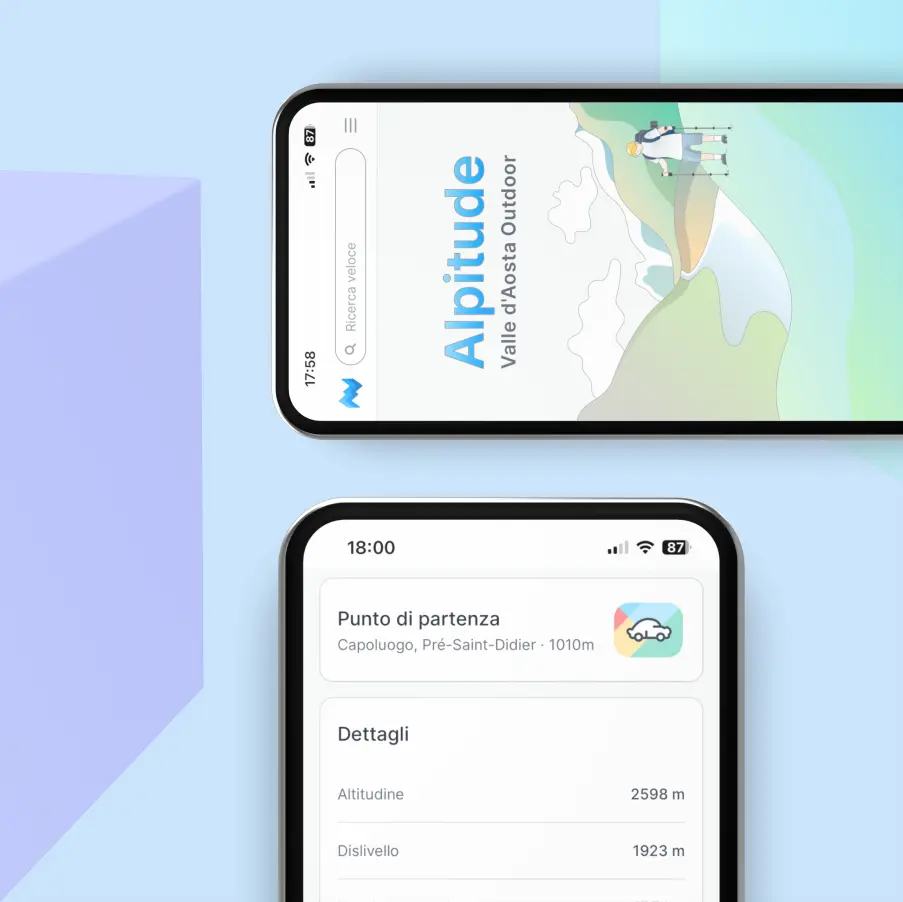 17:58
87
Ricerca veloce
Alpitude
Valle d'Aosta Outdoor
18:00
87
Punto di partenza
Capoluogo, Pré-Saint-Didier · 1010m
Dettagli
Altitudine
2598 m
Dislivello
1923 m